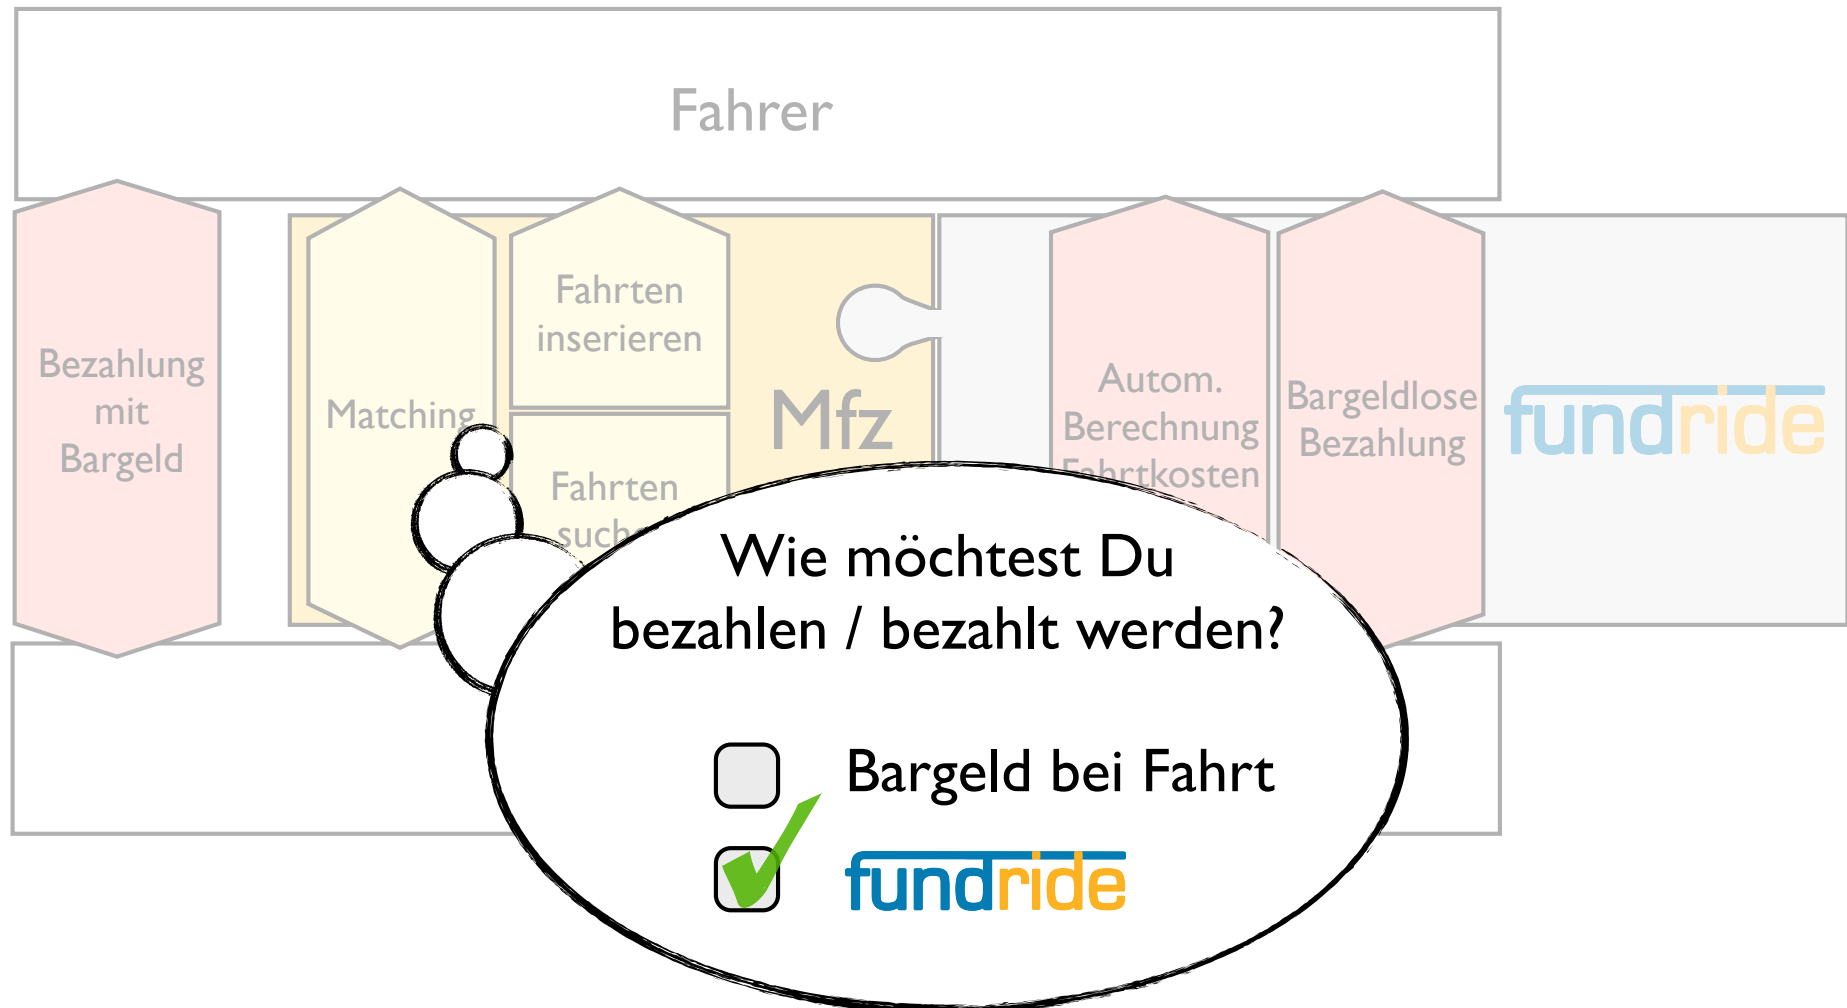 Fahrer
Bezahlung
mit
Bargeld
Matching
Fahrten
inserieren
Fahrten
Mfz
Autom.
Berechnung
Fahrtkosten
Bargeldlose
Bezahlung
fundride
Wie möchtest Du
bezahlen / bezahlt werden?
Bargeld bei Fahrt
fundride